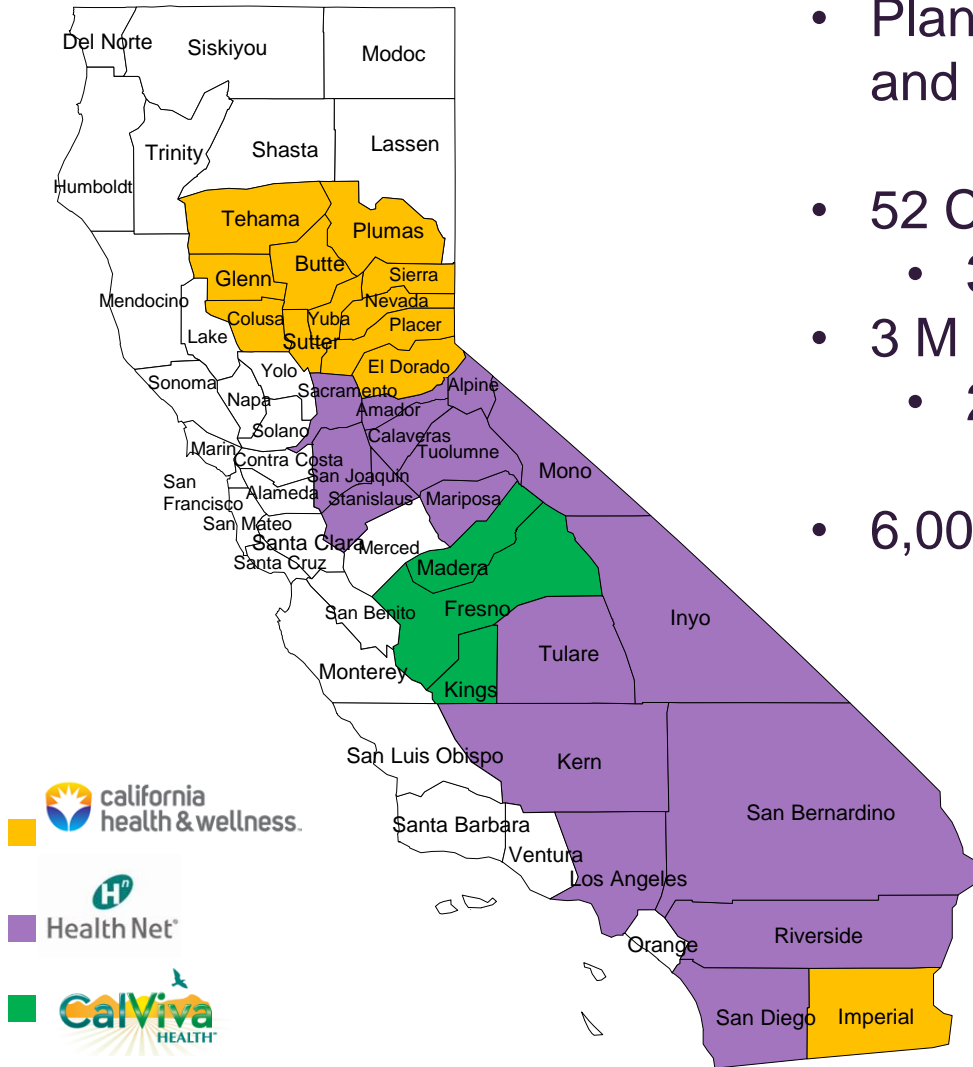 Del Norte
Siskiyou
Modoc
Trinity
Shasta
Lassen
Humboldt
Tehama
Plumas
Butte
Glenn
Sierra
Mendocino
Nevada
Colusa
Yuba
Placer
Lake
Sutter
El Dorado
Yolo
Sonoma
Sacramento
Alpine
Napa
Amador
Solano
Calaveras
Marin
Tuolumne
Contra Costa
Mono
San Joaquin
San
Francisco
Alameda
Stanislaus
Mariposa
San Mateo
Santa Clara
Merced
Santa Cruz
Madera
San Benito
Fresno
Inyo
Tulare
Monterey
Kings
San Luis Obispo
Kern
San Bernardino
Santa Barbara
Ventura
Los Angeles
Orange
Riverside
San Diego
Imperial
california
health & wellness™
Hn
Health Net®
CalViva
HEALTH™
• Plan
and
• 52
• 3 M
• 6,00